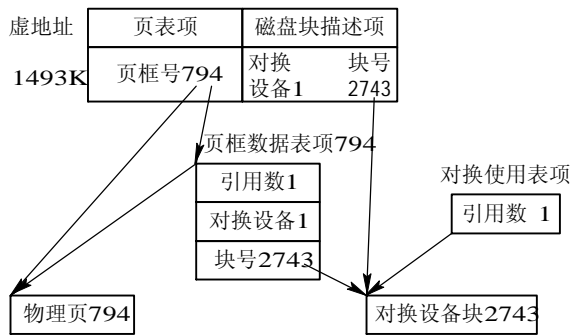 虚地址 页表项 磁盘块描述项
1493K 页框号794 对换 块号
设备1 2743
页框数据表项794
引用数1
对换设备1
块号2743
对换使用表项
引用数 1
物理页794
对换设备块2743